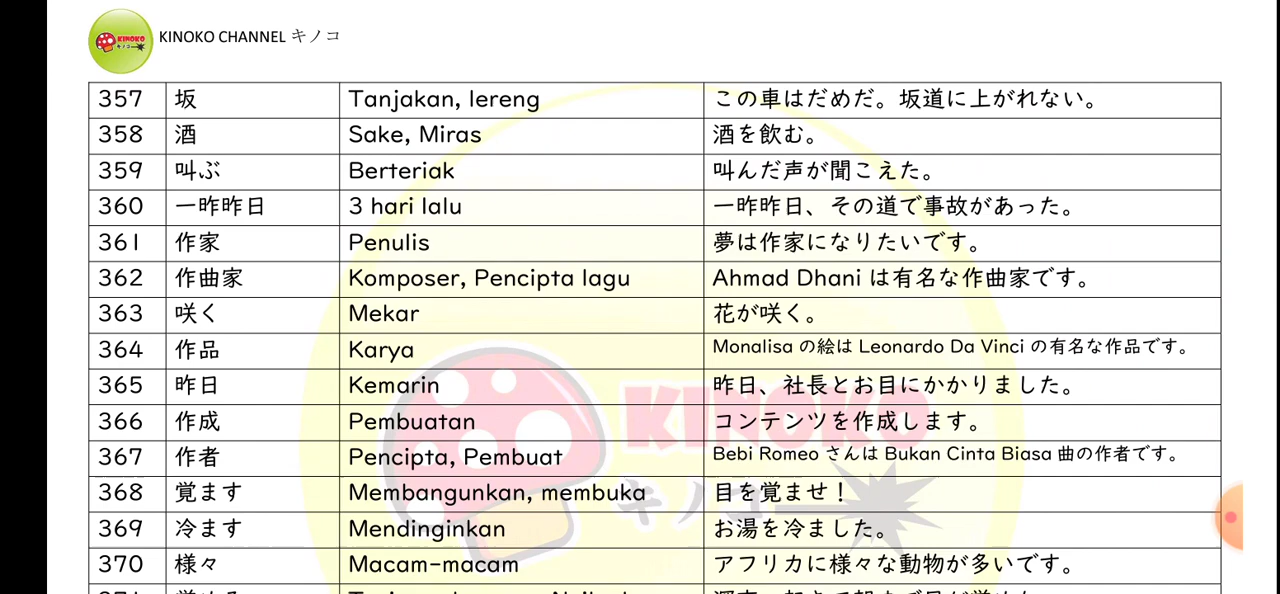 KINOKO CHANNEL キノコ
357 坂 Tanjakan, lereng この車はだめだ。坂道に上がれない。
358 酒 Sake, Miras 酒を飲む。
359 叫ぶ Berteriak 叫んだ声が聞こえた。
360 一昨昨日 3 hari lalu 一昨昨日、その道で事故があった。
361 作家 Penulis 夢は作家になりたいです。
362 作曲家 Komposer, Pencipta lagu Ahmad Dhani は有名な作曲家です。
363 咲く Mekar 花が咲く。
364 作品 Karya Monalisa の絵は Leonardo Da Vinci の有名な作品です。
365 昨日 Kemarin 昨日、社長とお目にかかりました。
366 作成 Pembuatan コンテンツを作成します。
367 作者 Pencipta, Pembuat Bebi Romeo さんは Bukan Cinta Biasa 曲の作者です。
368 覚ます Membangunkan, membuka 目を覚ませ！
369 冷ます Mendinginkan お湯を冷ました。
370 様々 Macam-macam アフリカに様々な動物が多いです。
KINOKO
キノコ